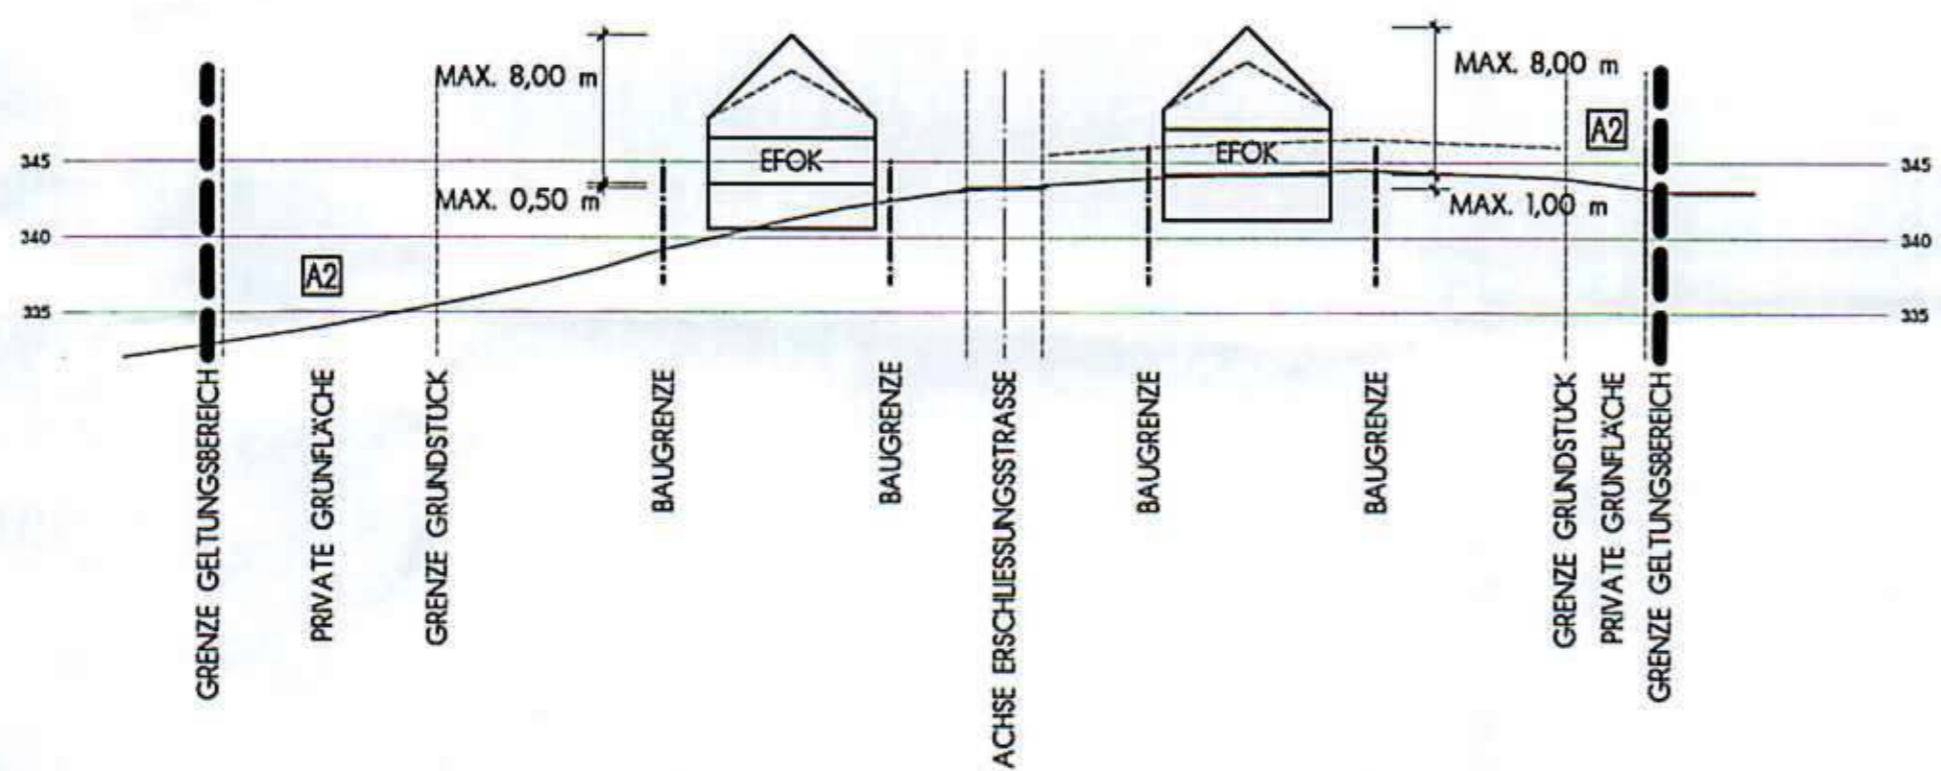 MAX. 8,00 m
MAX. 8,00 m
A2
345
EFOK
EFOK
345
MAX. 0,50 m
MAX. 1,00 m
340
340
A2
335
335
GRENZE GELTUNGSBEREICH
PRIVATE GRÜNFLÄCHE
GRENZE GRUNDSTÜCK
BAUGRENZE
BAUGRENZE
ACHSE ERSCHLIESSUNGSSTRASSE
BAUGRENZE
BAUGRENZE
GRENZE GRUNDSTÜCK
PRIVATE GRÜNFLÄCHE
GRENZE GELTUNGSBEREICH